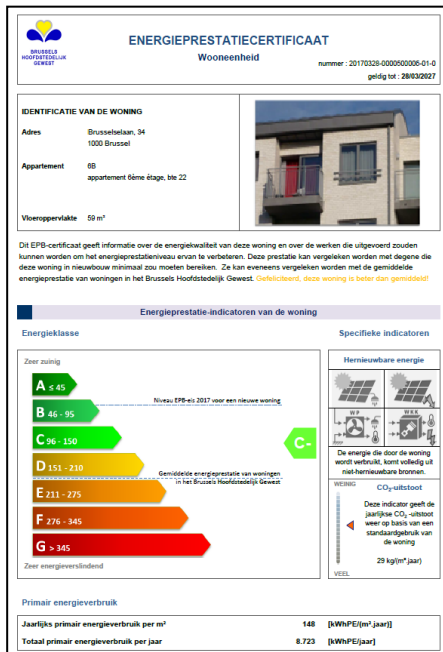 BRUSSELS
HOOFDSTEDELIJK
GEWEST
ENERGIEPRESTATIECERTIFICAAT
Wooneenheid
nummer : 20170328-0000500006-01-0
geldig tot : 28/03/2027
IDENTIFICATIE VAN DE WONING
Adres Brusselselaan, 34
1000 Brussel
Appartement 6B
appartement 6ème étage, bte 22
Vloeroppervlakte 59 m²
Dit EPB-certificaat geeft informatie over de energiekwaliteit van deze woning en over de werken die uitgevoerd zouden
kunnen worden om het energieprestatieniveau ervan te verbeteren. Deze prestatie kan vergeleken worden met degene die
deze woning in nieuwbouw minimaal zou moeten bereiken. Ze kan eveneens vergeleken worden met de gemiddelde
energieprestatie van woningen in het Brussels Hoofdstedelijk Gewest. Gefeliciteerd, deze woning is beter dan gemiddeld!
Energieprestatie-indicatoren van de woning
Energieklasse
Specifieke indicatoren
Zeer zuinig
A ≤ 45
Niveau EPB-eis 2017 voor een nieuwe woning
B 46 - 95
C 96 - 150
C-
D 151 - 210
Gemiddelde energieprestatie van woningen
in het Brussels Hoofdstedelijk Gewest
E 211 - 275
F 276 - 345
G > 345
Zeer energieverslindend
Hernieuwbare energie
WP
WKK
De energie die door de woning
wordt verbruikt, komt volledig uit
niet-hernieuwbare bronnen.
WEINIG
CO₂-uitstoot
Deze indicator geeft de
jaarlijkse CO₂ -uitstoot
weer op basis van een
standaardgebruik van
de woning
29 kg/(m².jaar)
VEEL
Primair energieverbruik
Jaarlijks primair energieverbruik per m² 148 [kWhPE/(m².jaar)]
Totaal primair energieverbruik per jaar 8.723 [kWhPE/jaar]